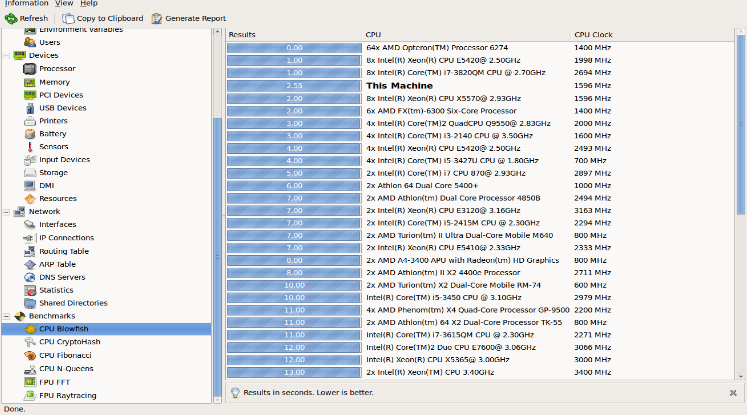 Information View Help
Refresh Copy to Clipboard Generate Report
Environment Variables
Users
Devices
Processor
Memory
PCI Devices
USB Devices
Printers
Battery
Sensors
Input Devices
Storage
DMI
Resources
Network
Interfaces
IP Connections
Routing Table
ARP Table
DNS Servers
Statistics
Shared Directories
Benchmarks
CPU Blowfish
CPU CryptoHash
CPU Fibonacci
CPU N-Queens
FPU FFT
FPU Raytracing
Results CPU CPU Clock
0.00 64x AMD Opteron(TM) Processor 6274 1400 MHz
1.00 8x Intel(R) Xeon(R) CPU E5420@ 2.50GHz 1998 MHz
1.00 8x Intel(R) Core(TM) i7-3820QM CPU @ 2.70GHz 2694 MHz
2.55 This Machine 1596 MHz
2.00 8x Intel(R) Xeon(R) CPU X5570@ 2.93GHz 1596 MHz
2.00 6x AMD FX(tm)-6300 Six-Core Processor 1400 MHz
3.00 4x Intel(R) Core(TM)2 QuadCPU Q9550@ 2.83GHz 2000 MHz
3.00 4x Intel(R) Core(TM) i3-2140 CPU @ 3.50GHz 1600 MHz
4.00 4x Intel(R) Xeon(R) CPU E5420@ 2.50GHz 2493 MHz
4.00 4x Intel(R) Core(TM) i5-3427U CPU @ 1.80GHz 700 MHz
5.00 2x Intel(R) Core(TM) i7 CPU 870@ 2.93GHz 2897 MHz
6.00 2x Athlon 64 Dual Core 5400+ 1000 MHz
7.00 2x AMD Athlon(tm) Dual Core Processor 4850B 2494 MHz
7.00 2x Intel(R) Xeon(R) CPU E3120@ 3.16GHz 3163 MHz
7.00 2x Intel(R) Core(TM) i5-2415M CPU @ 2.30GHz 2294 MHz
7.00 2x AMD Turion(tm) II Ultra Dual-Core Mobile M640 800 MHz
7.00 2x Intel(R) Xeon(R) CPU E5410@ 2.33GHz 2333 MHz
8.00 2x AMD A4-3400 APU with Radeon(tm) HD Graphics 800 MHz
8.00 2x AMD Athlon(tm) II X2 4400e Processor 2711 MHz
10.00 2x AMD Turion(tm) X2 Dual-Core Mobile RM-74 600 MHz
10.00 Intel(R) Core(TM) i5-3450 CPU @ 3.10GHz 2979 MHz
11.00 4x AMD Phenom(tm) X4 Quad-Core Processor GP-9500 2200 MHz
11.00 2x AMD Athlon(tm) 64 X2 Dual-Core Processor TK-55 800 MHz
11.00 Intel(R) Core(TM) i7-3615QM CPU @ 2.30GHz 2271 MHz
12.00 Intel(R) Core(TM)2 Duo CPU E7600@ 3.06GHz 3066 MHz
12.00 Intel(R) Xeon(R) CPU X5365@ 3.00GHz 3000 MHz
13.00 2x Intel(R) Xeon(TM) CPU 3.40GHz 3400 MHz
Results in seconds. Lower is better.
Done.